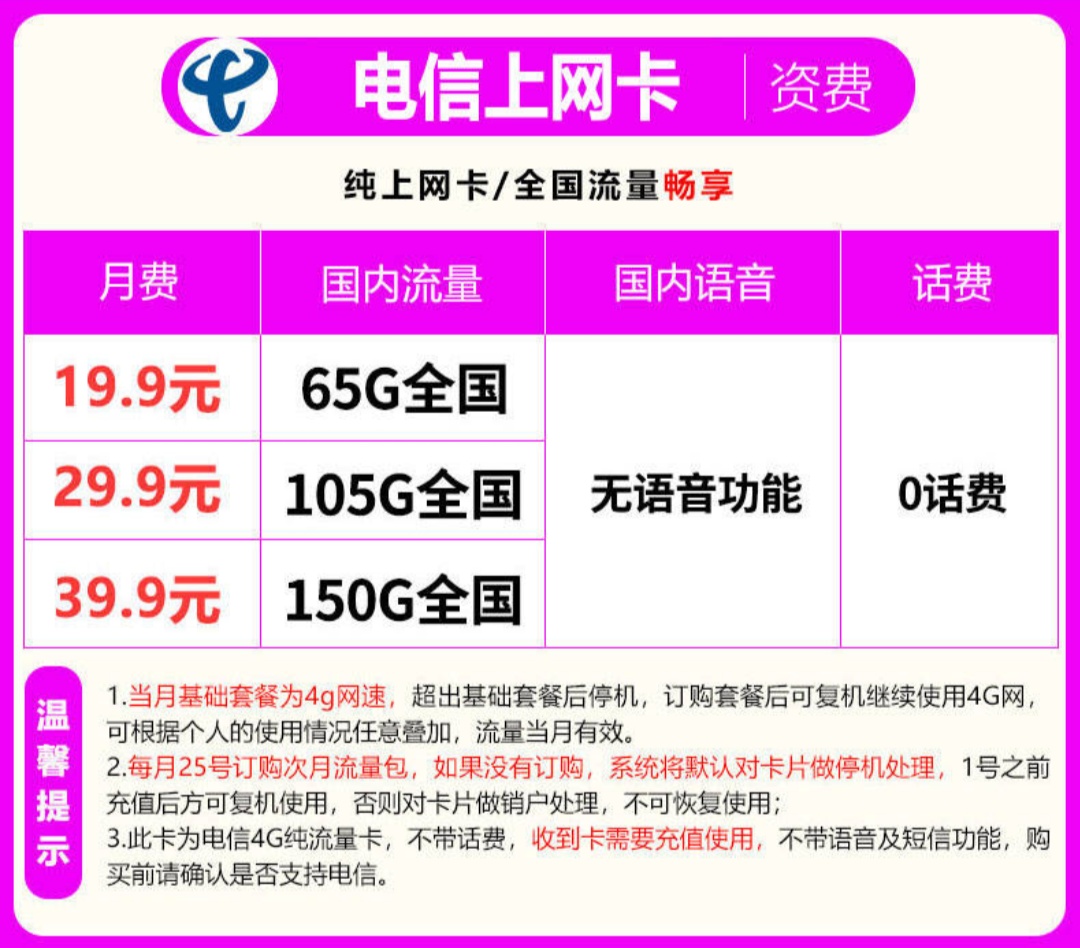 电信上网卡 资费
纯上网卡/全国流量畅享
月费 国内流量 国内语音 话费
19.9元 65G全国
29.9元 105G全国 无语音功能 0话费
39.9元 150G全国
温馨提示
1.当月基础套餐为4g网速，超出基础套餐后停机，订购套餐后可复机继续使用4G网，
可根据个人的使用情况任意叠加，流量当月有效。
2.每月25号订购次月流量包，如果没有订购，系统将默认对卡片做停机处理，1号之前
充值后方可复机使用，否则对卡片做销户处理，不可恢复使用；
3.此卡为电信4G纯流量卡，不带话费，收到卡需要充值使用，不带语音及短信功能，购
买前请确认是否支持电信。